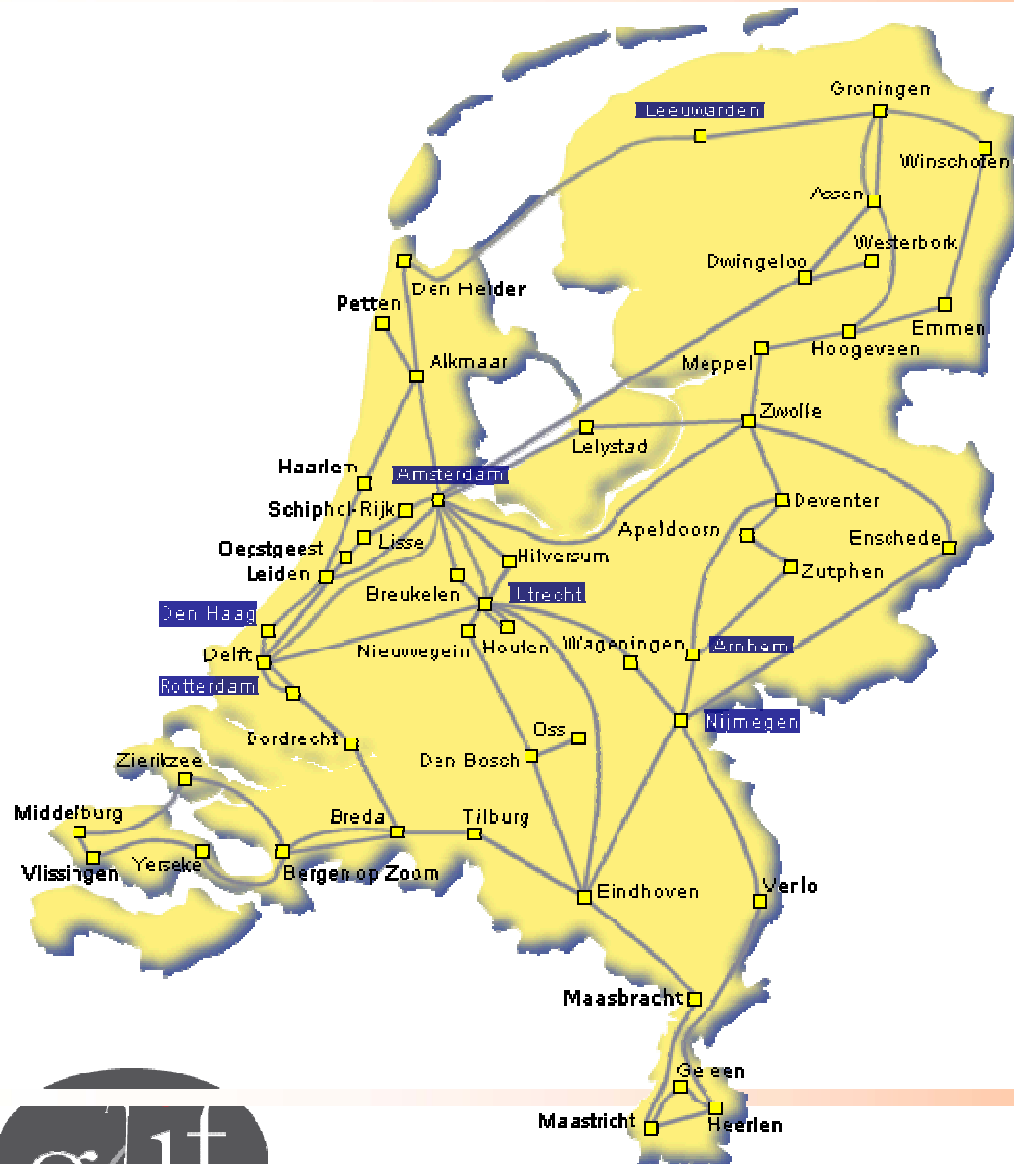 Groningen
Leeuwarden
Winschoten
Assen
Westerbork
Dwingeloo
Den Helder
Petten
Emmen
Hoogeveen
Meppel
Alkmaar
Zwolle
Lelystad
Haarlem
Amsterdam
Schiphol-Rijk
Deventer
Apeldoorn
Enschede
Lisse
Oegstgeest
Hilversum
Leiden
Zutphen
Breukelen
Utrecht
Den Haag
Nieuwegein
Houten
Wageningen
Arnhem
Delft
Rotterdam
Nijmegen
Oss
Dordrecht
Den Bosch
Zierikzee
Middelburg
Breda
Tilburg
Yerseke
Vlissingen
Bergen op Zoom
Eindhoven
Venlo
Maasbracht
Geleen
Maastricht
Heerlen